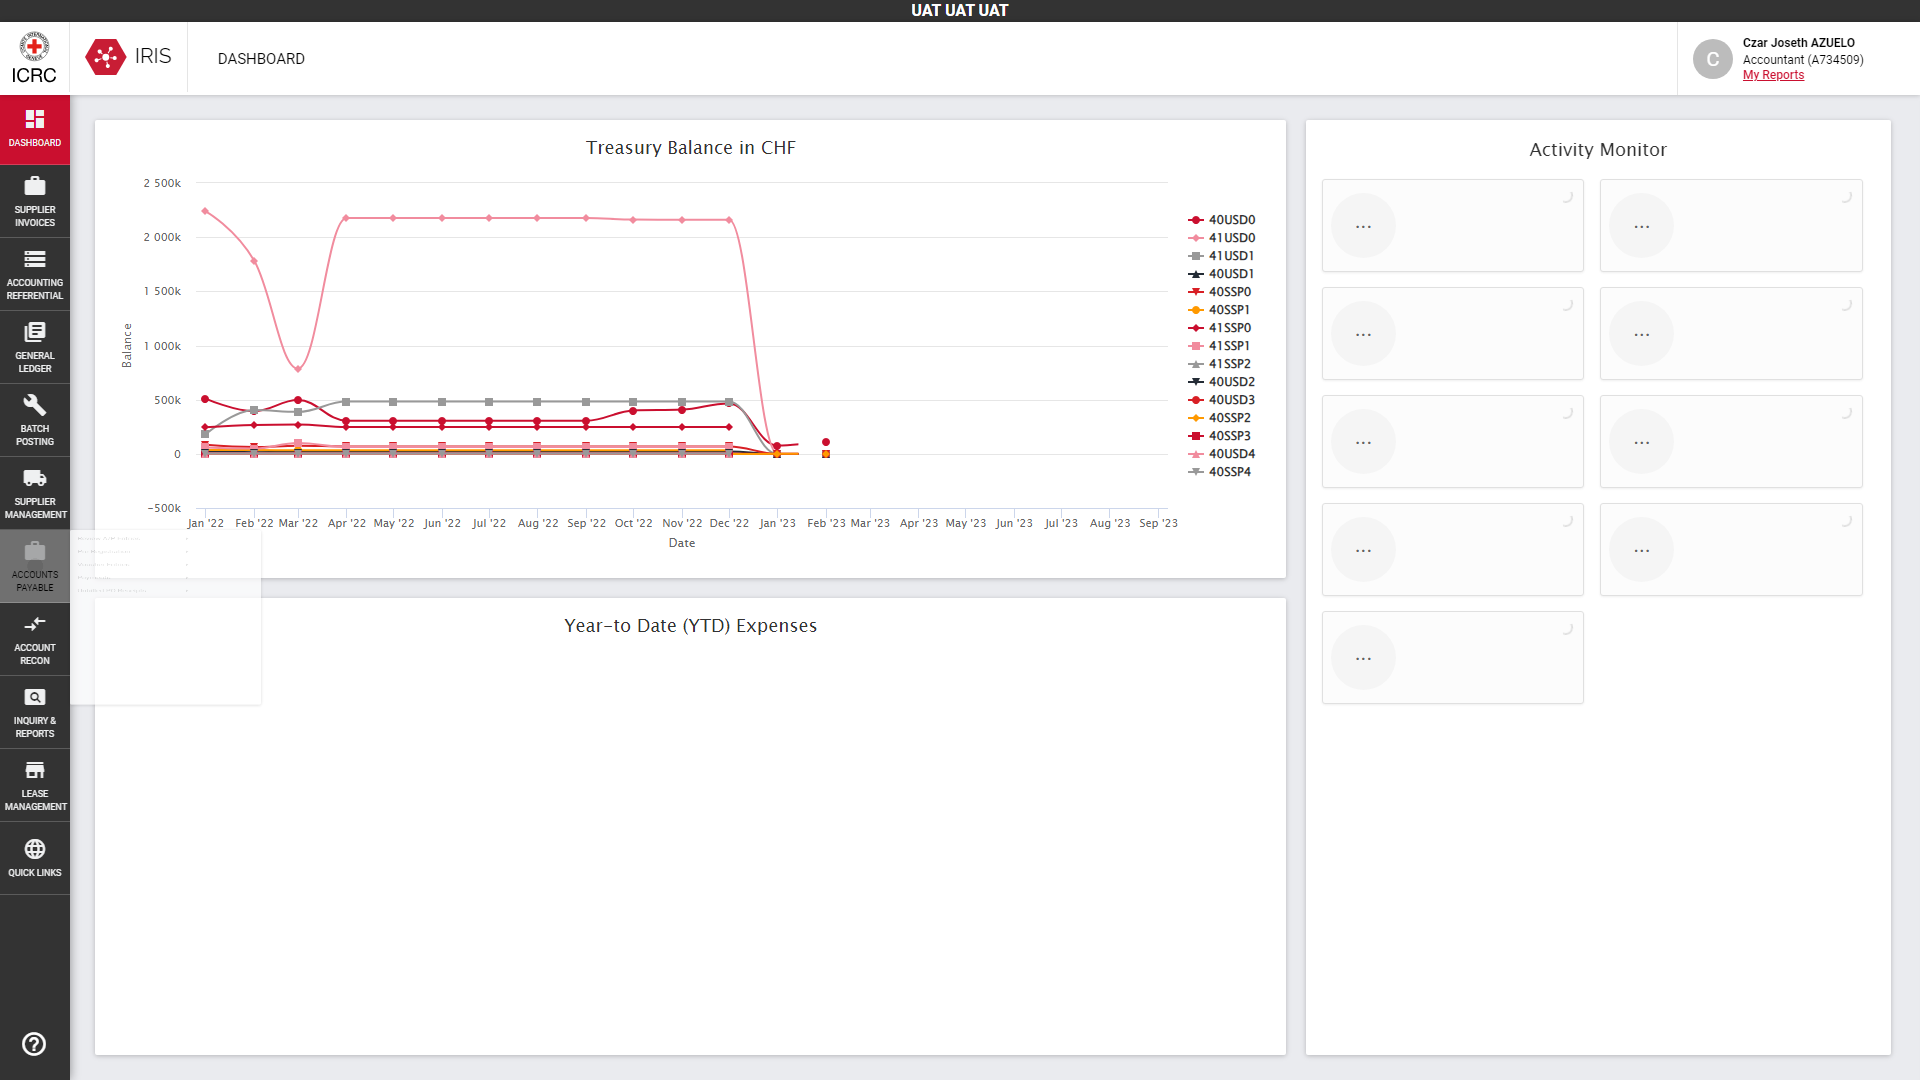 UAT UAT UAT
ICRC
IRIS
DASHBOARD
C
Czar Joseth AZUELO
Accountant (A734509)
My Reports
DASHBOARD
SUPPLIER
INVOICES
ACCOUNTING
REFERENTIAL
GENERAL
LEDGER
BATCH
POSTING
SUPPLIER
MANAGEMENT
ACCOUNTS
PAYABLE
ACCOUNT
RECON
INQUIRY &
REPORTS
LEASE
MANAGEMENT
QUICK LINKS
Treasury Balance in CHF
2 500k
2 000k
1 500k
1 000k
500k
0
−500k
Balance
Jan '22 Feb '22 Mar '22 Apr '22 May '22 Jun '22 Jul '22 Aug '22 Sep '22 Oct '22 Nov '22 Dec '22 Jan '23 Feb '23 Mar '23 Apr '23 May '23 Jun '23 Jul '23 Aug '23 Sep '23
Date
40USD0
41USD0
41USD1
40USD1
40SSP0
40SSP1
41SSP0
41SSP1
41SSP2
40USD2
40USD3
40SSP2
40SSP3
40USD4
40SSP4
Year-to Date (YTD) Expenses
Activity Monitor
... ...
... ...
... ...
... ...
...